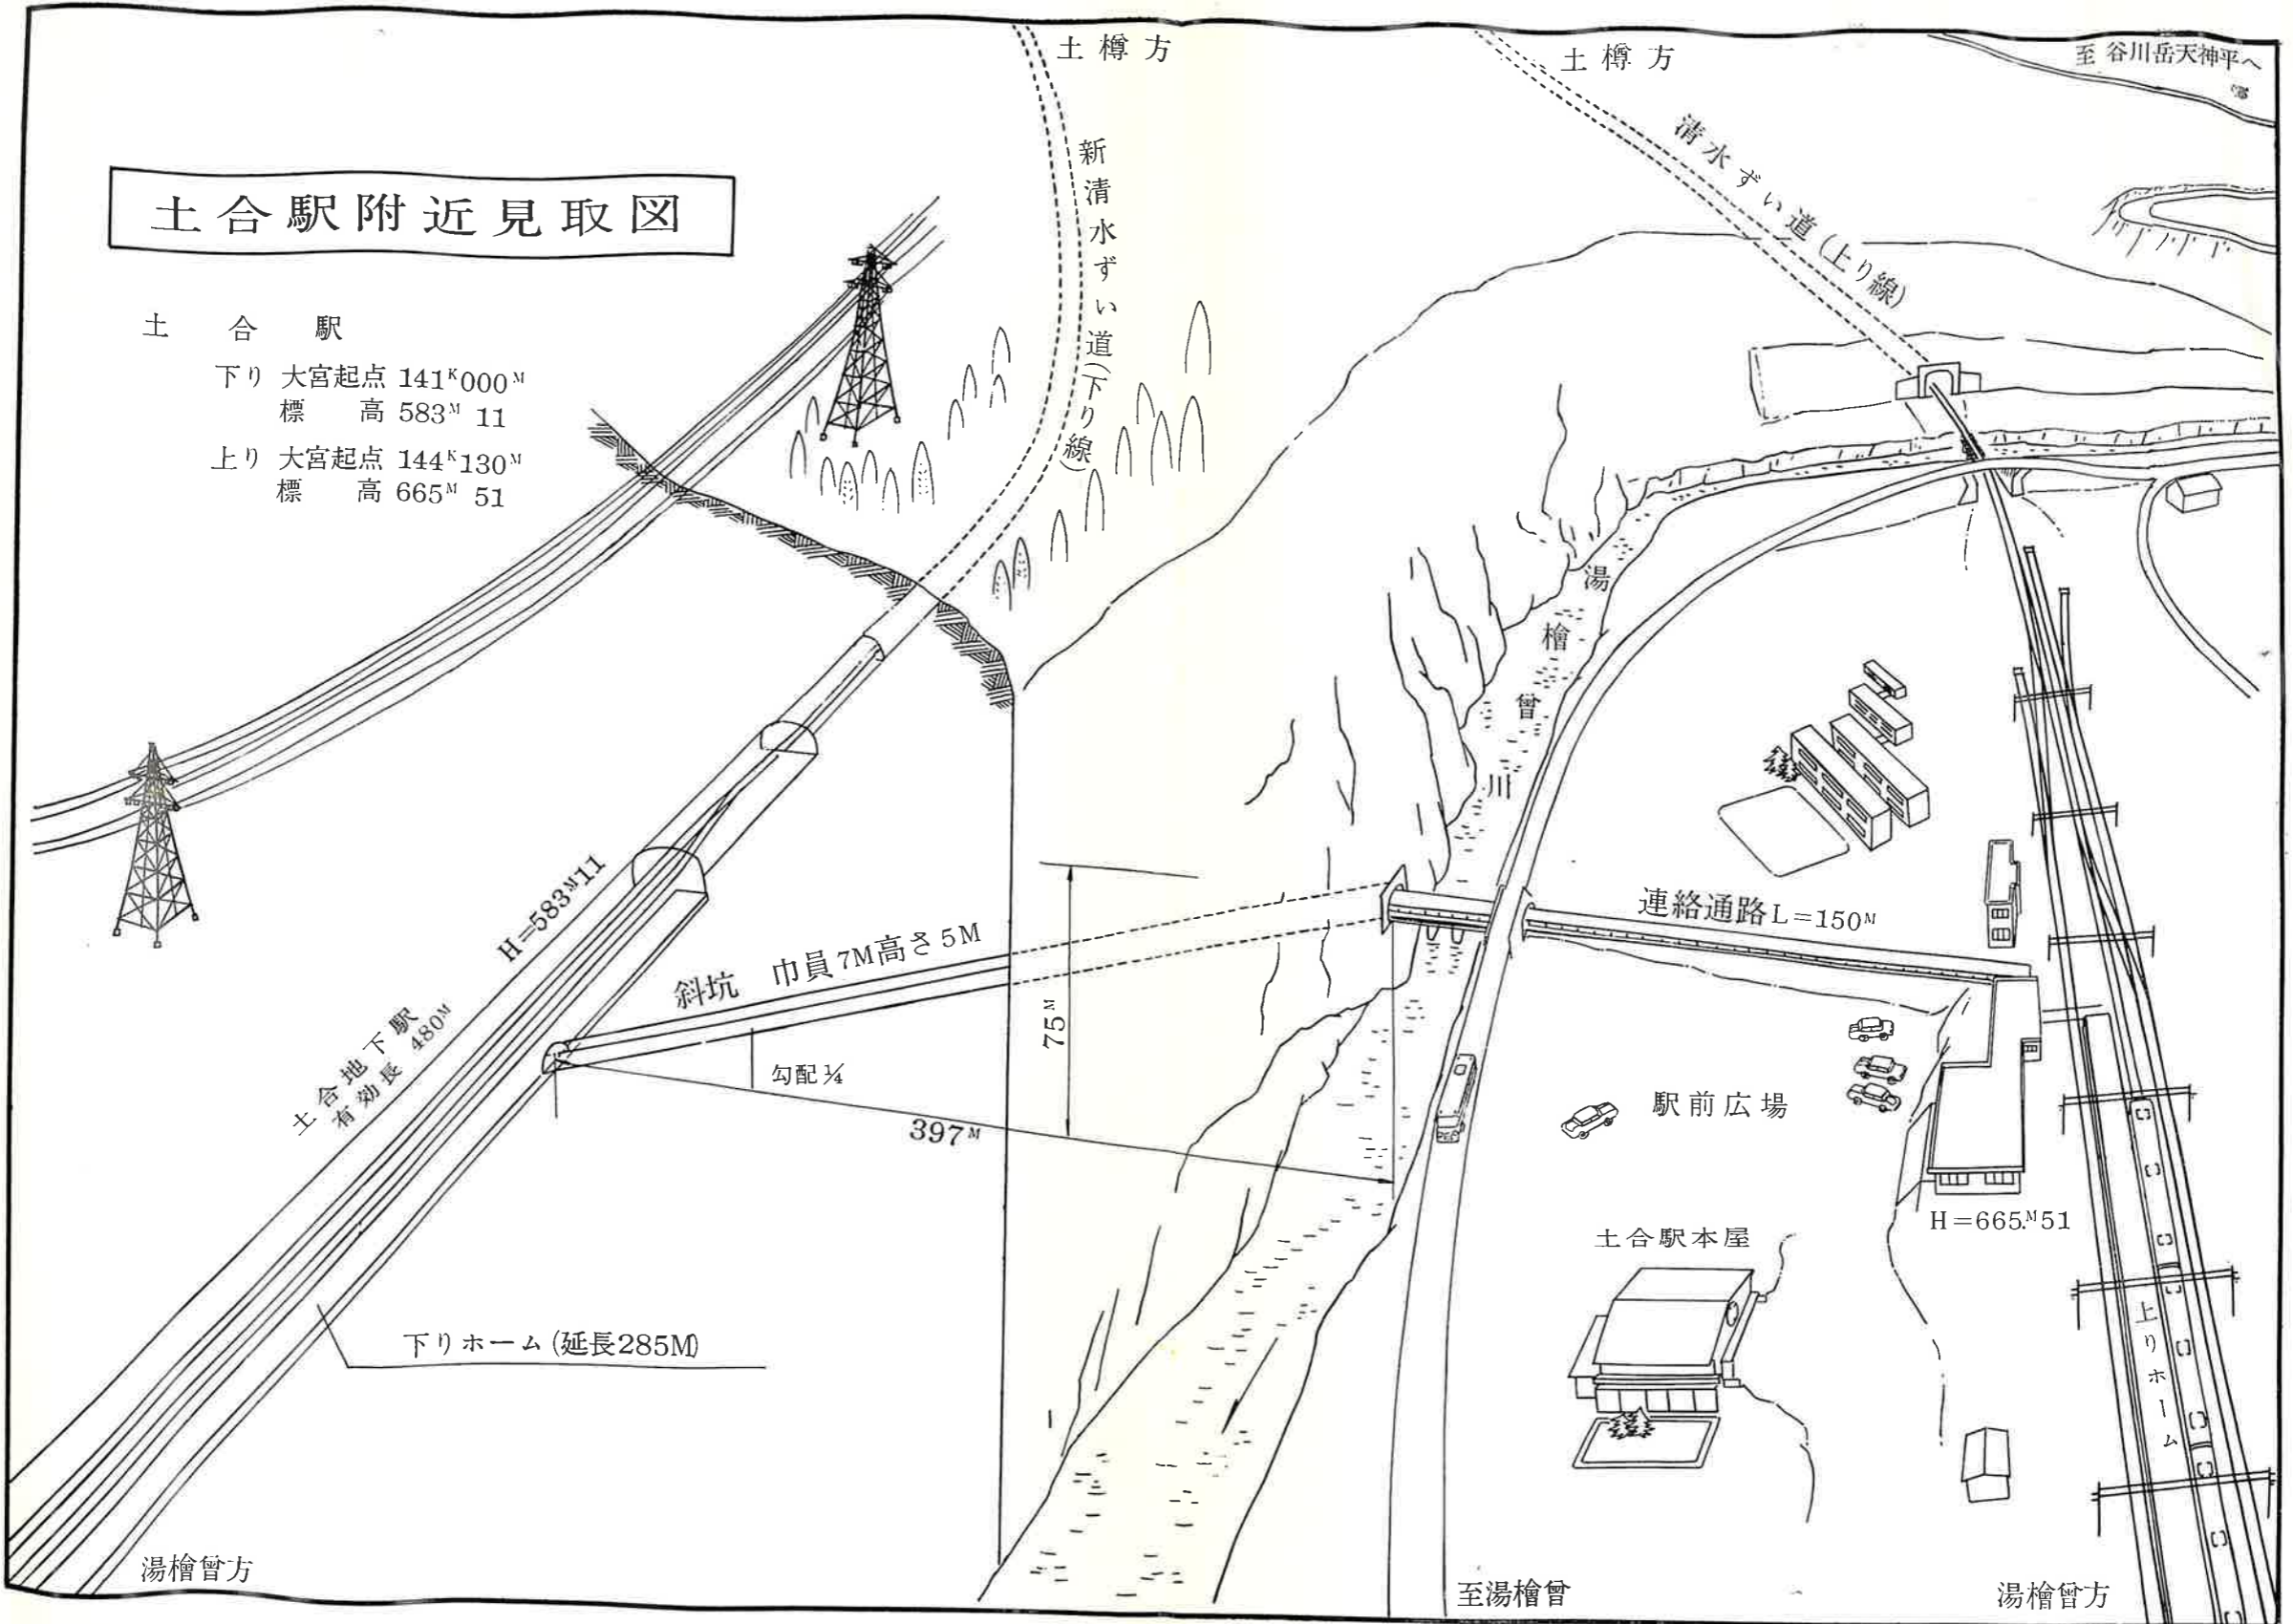 土合駅附近見取図
土合駅
下り 大宮起点 141ᴷ000ᴹ
標高 583ᴹ 11
上り 大宮起点 144ᴷ130ᴹ
標高 665ᴹ 51
土樽方
新清水ずい道(下り線)
土樽方
清水ずい道(上り線)
至 谷川岳天神平へ
湯檜曾川
H=583ᴹ11
土合地下駅
有効長 480ᴹ
斜坑 巾員7M高さ5M
勾配¼
75ᴹ
397ᴹ
連絡通路L=150ᴹ
駅前広場
H=665.ᴹ51
土合駅本屋
上りホーム
下りホーム(延長285M)
湯檜曾方
至湯檜曾
湯檜曾方